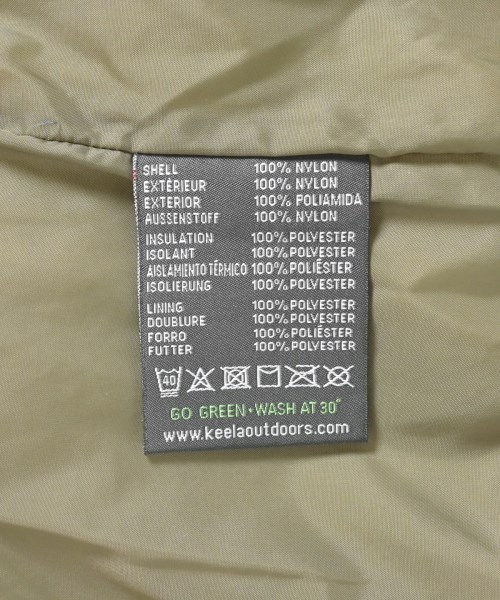 SHELL 100% NYLON
EXTÉRIEUR 100% NYLON
EXTERIOR 100% POLIAMIDA
AUSSENSTOFF 100% NYLON
INSULATION 100% POLYESTER
ISOLANT 100% POLYESTER
AISLAMIENTO TÉRMICO 100% POLIÉSTER
ISOLIERUNG 100% POLYESTER
LINING 100% POLYESTER
DOUBLURE 100% POLYESTER
FORRO 100% POLIÉSTER
FUTTER 100% POLYESTER
40
GO GREEN • WASH AT 30°
www.keelaoutdoors.com